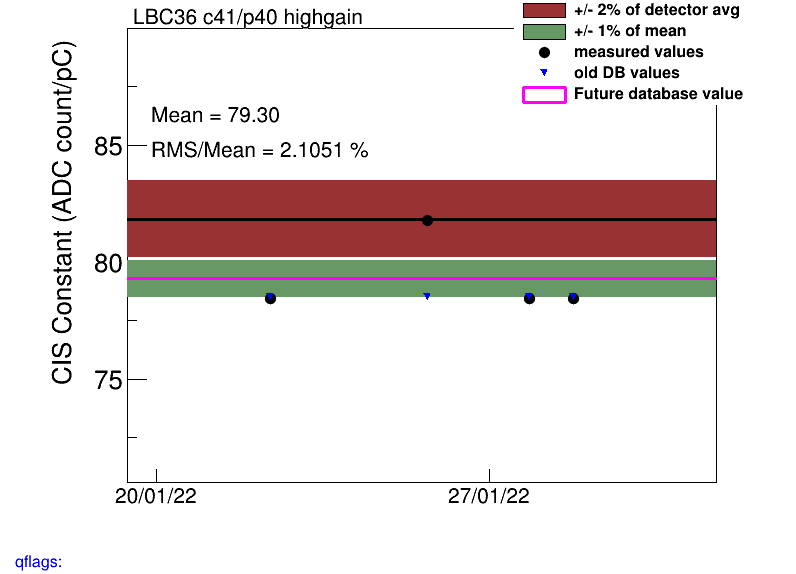 LBC36 c41/p40 highgain
+/- 2% of detector avg
+/- 1% of mean
measured values
old DB values
Future database value
Mean = 79.30
RMS/Mean = 2.1051 %
CIS Constant (ADC count/pC)
85
80
75
20/01/22
27/01/22
qflags: